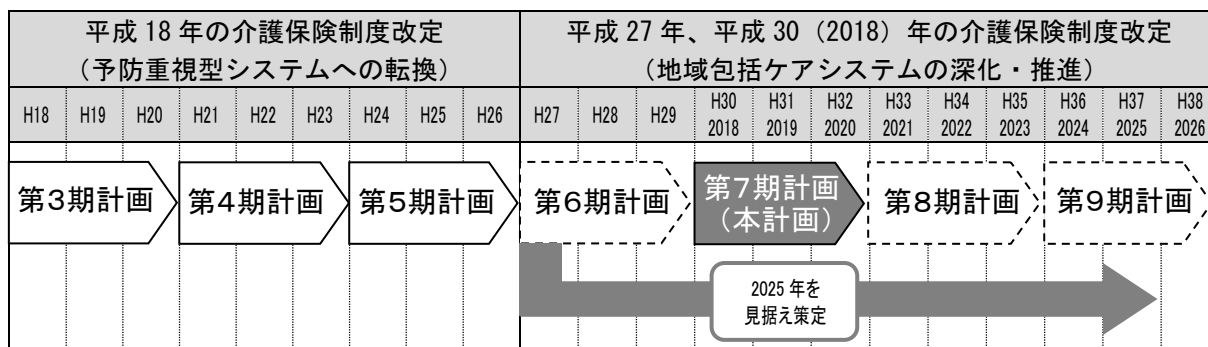 平成 18 年の介護保険制度改定
（予防重視型システムへの転換）
平成 27 年、平成 30（2018）年の介護保険制度改定
（地域包括ケアシステムの深化・推進）
H18 H19 H20 H21 H22 H23 H24 H25 H26 H27 H28 H29 H30 H31 H32 H33 H34 H35 H36 H37 H38
2018 2019 2020 2021 2022 2023 2024 2025 2026
第３期計画 第４期計画 第５期計画 第６期計画 第７期計画 第８期計画 第９期計画
（本計画）
2025 年を
見据え策定